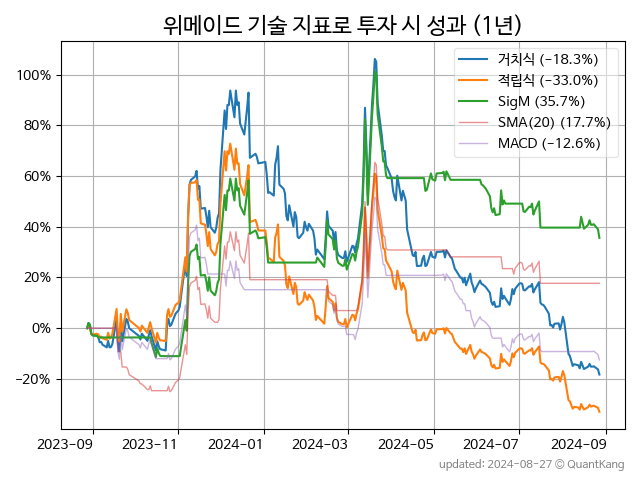 위메이드 기술 지표로 투자 시 성과 (1년)
거치식 (−18.3%)
적립식 (−33.0%)
SigM (35.7%)
SMA(20) (17.7%)
MACD (−12.6%)
100%
80%
60%
40%
20%
0%
−20%
2023-09 2023-11 2024-01 2024-03 2024-05 2024-07 2024-09
updated: 2024-08-27 © QuantKang